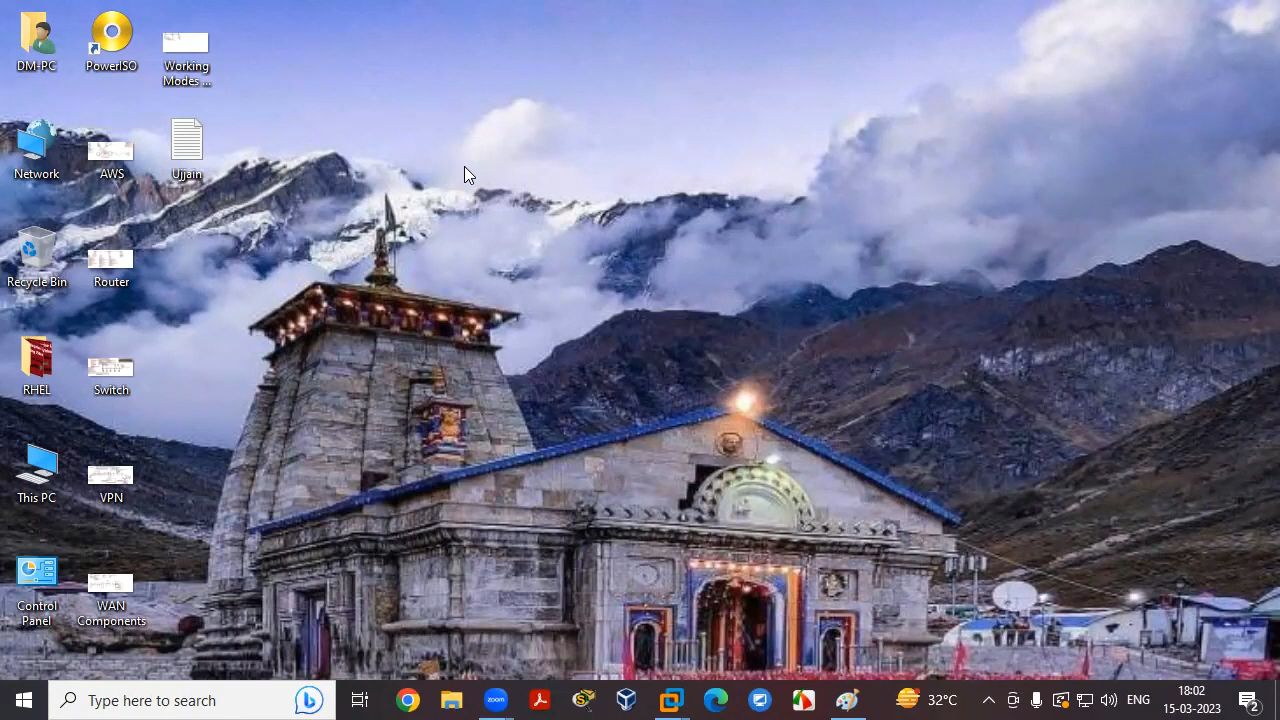 DM-PC
PowerISO
Working
Modes ...
Network
AWS
Ujjain
Recycle Bin
Router
RHEL
Switch
This PC
VPN
Control
Panel
WAN
Components
Type here to search
zoom
32°C
ENG
18:02
15-03-2023
2